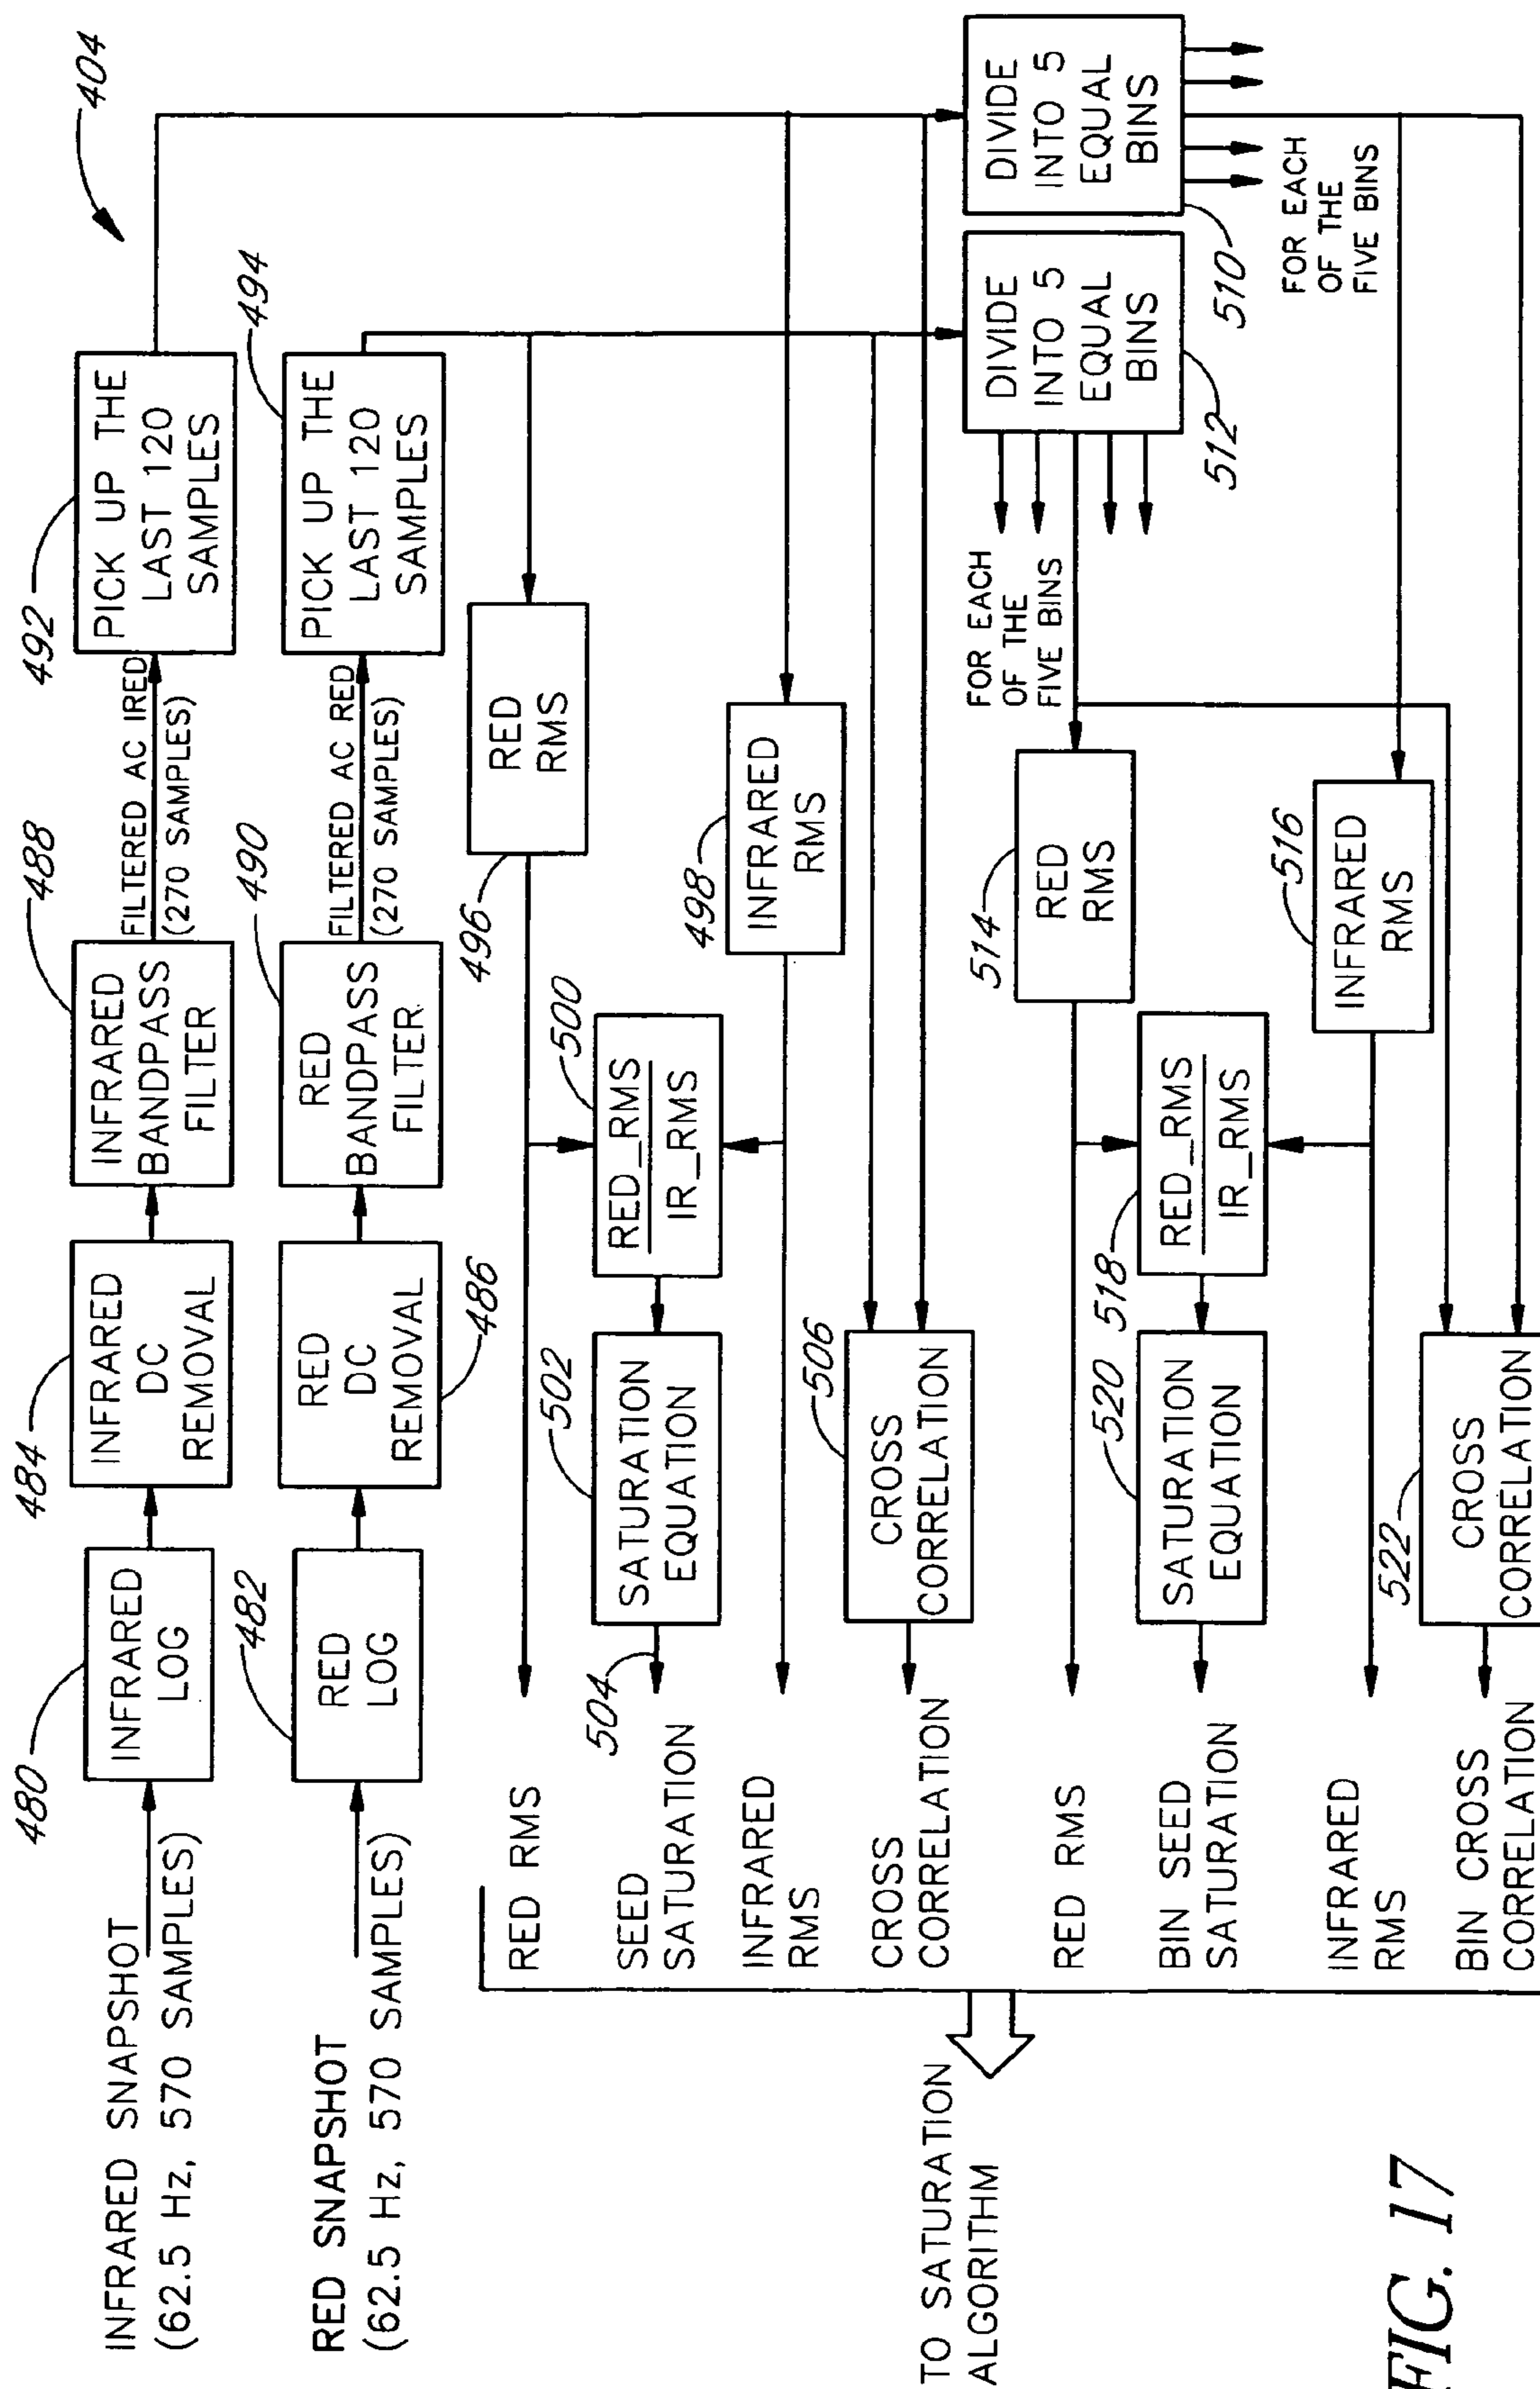 404
INFRARED SNAPSHOT
(62.5 Hz, 570 SAMPLES)
480
INFRARED
LOG
484
INFRARED
DC
REMOVAL
488
INFRARED
BANDPASS
FILTER
FILTERED AC IRED
(270 SAMPLES)
492
PICK UP THE
LAST 120
SAMPLES
RED SNAPSHOT
(62.5 Hz, 570 SAMPLES)
482
RED
LOG
486
RED
DC
REMOVAL
490
RED
BANDPASS
FILTER
FILTERED AC RED
(270 SAMPLES)
494
PICK UP THE
LAST 120
SAMPLES
RED RMS
496
RED
RMS
SEED
SATURATION
504
502
SATURATION
EQUATION
500
RED_RMS
IR_RMS
INFRARED
RMS
498
INFRARED
RMS
CROSS
CORRELATION
506
CROSS
CORRELATION
TO SATURATION
ALGORITHM
FOR EACH
OF THE
FIVE BINS
512
DIVIDE
INTO 5
EQUAL
BINS
510
DIVIDE
INTO 5
EQUAL
BINS
FOR EACH
OF THE
FIVE BINS
RED RMS
514
RED
RMS
BIN SEED
SATURATION
520
SATURATION
EQUATION
518
RED_RMS
IR_RMS
INFRARED
RMS
516
INFRARED
RMS
BIN CROSS
CORRELATION
522
CROSS
CORRELATION
FIG. 17